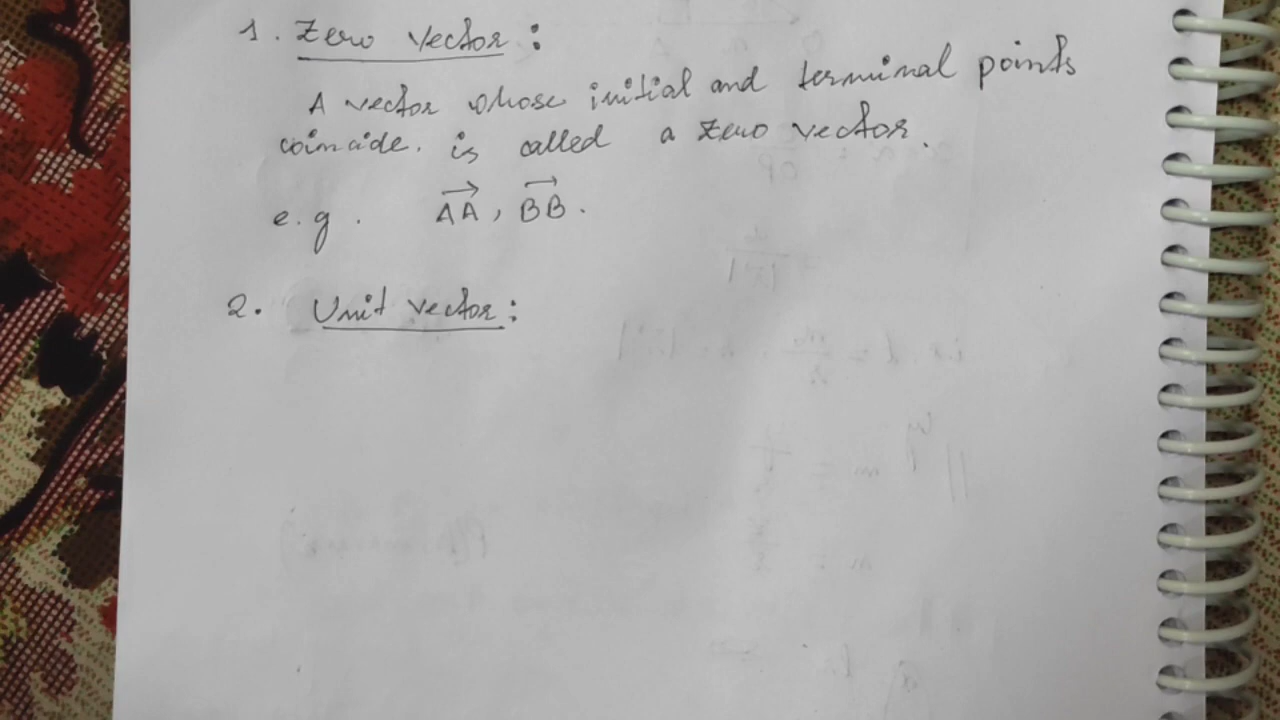 1. Zero Vector :
A vector whose initial and terminal points
coincide. is called a zero vector.
e.g. AA⃗, BB⃗.
2. Unit vector :